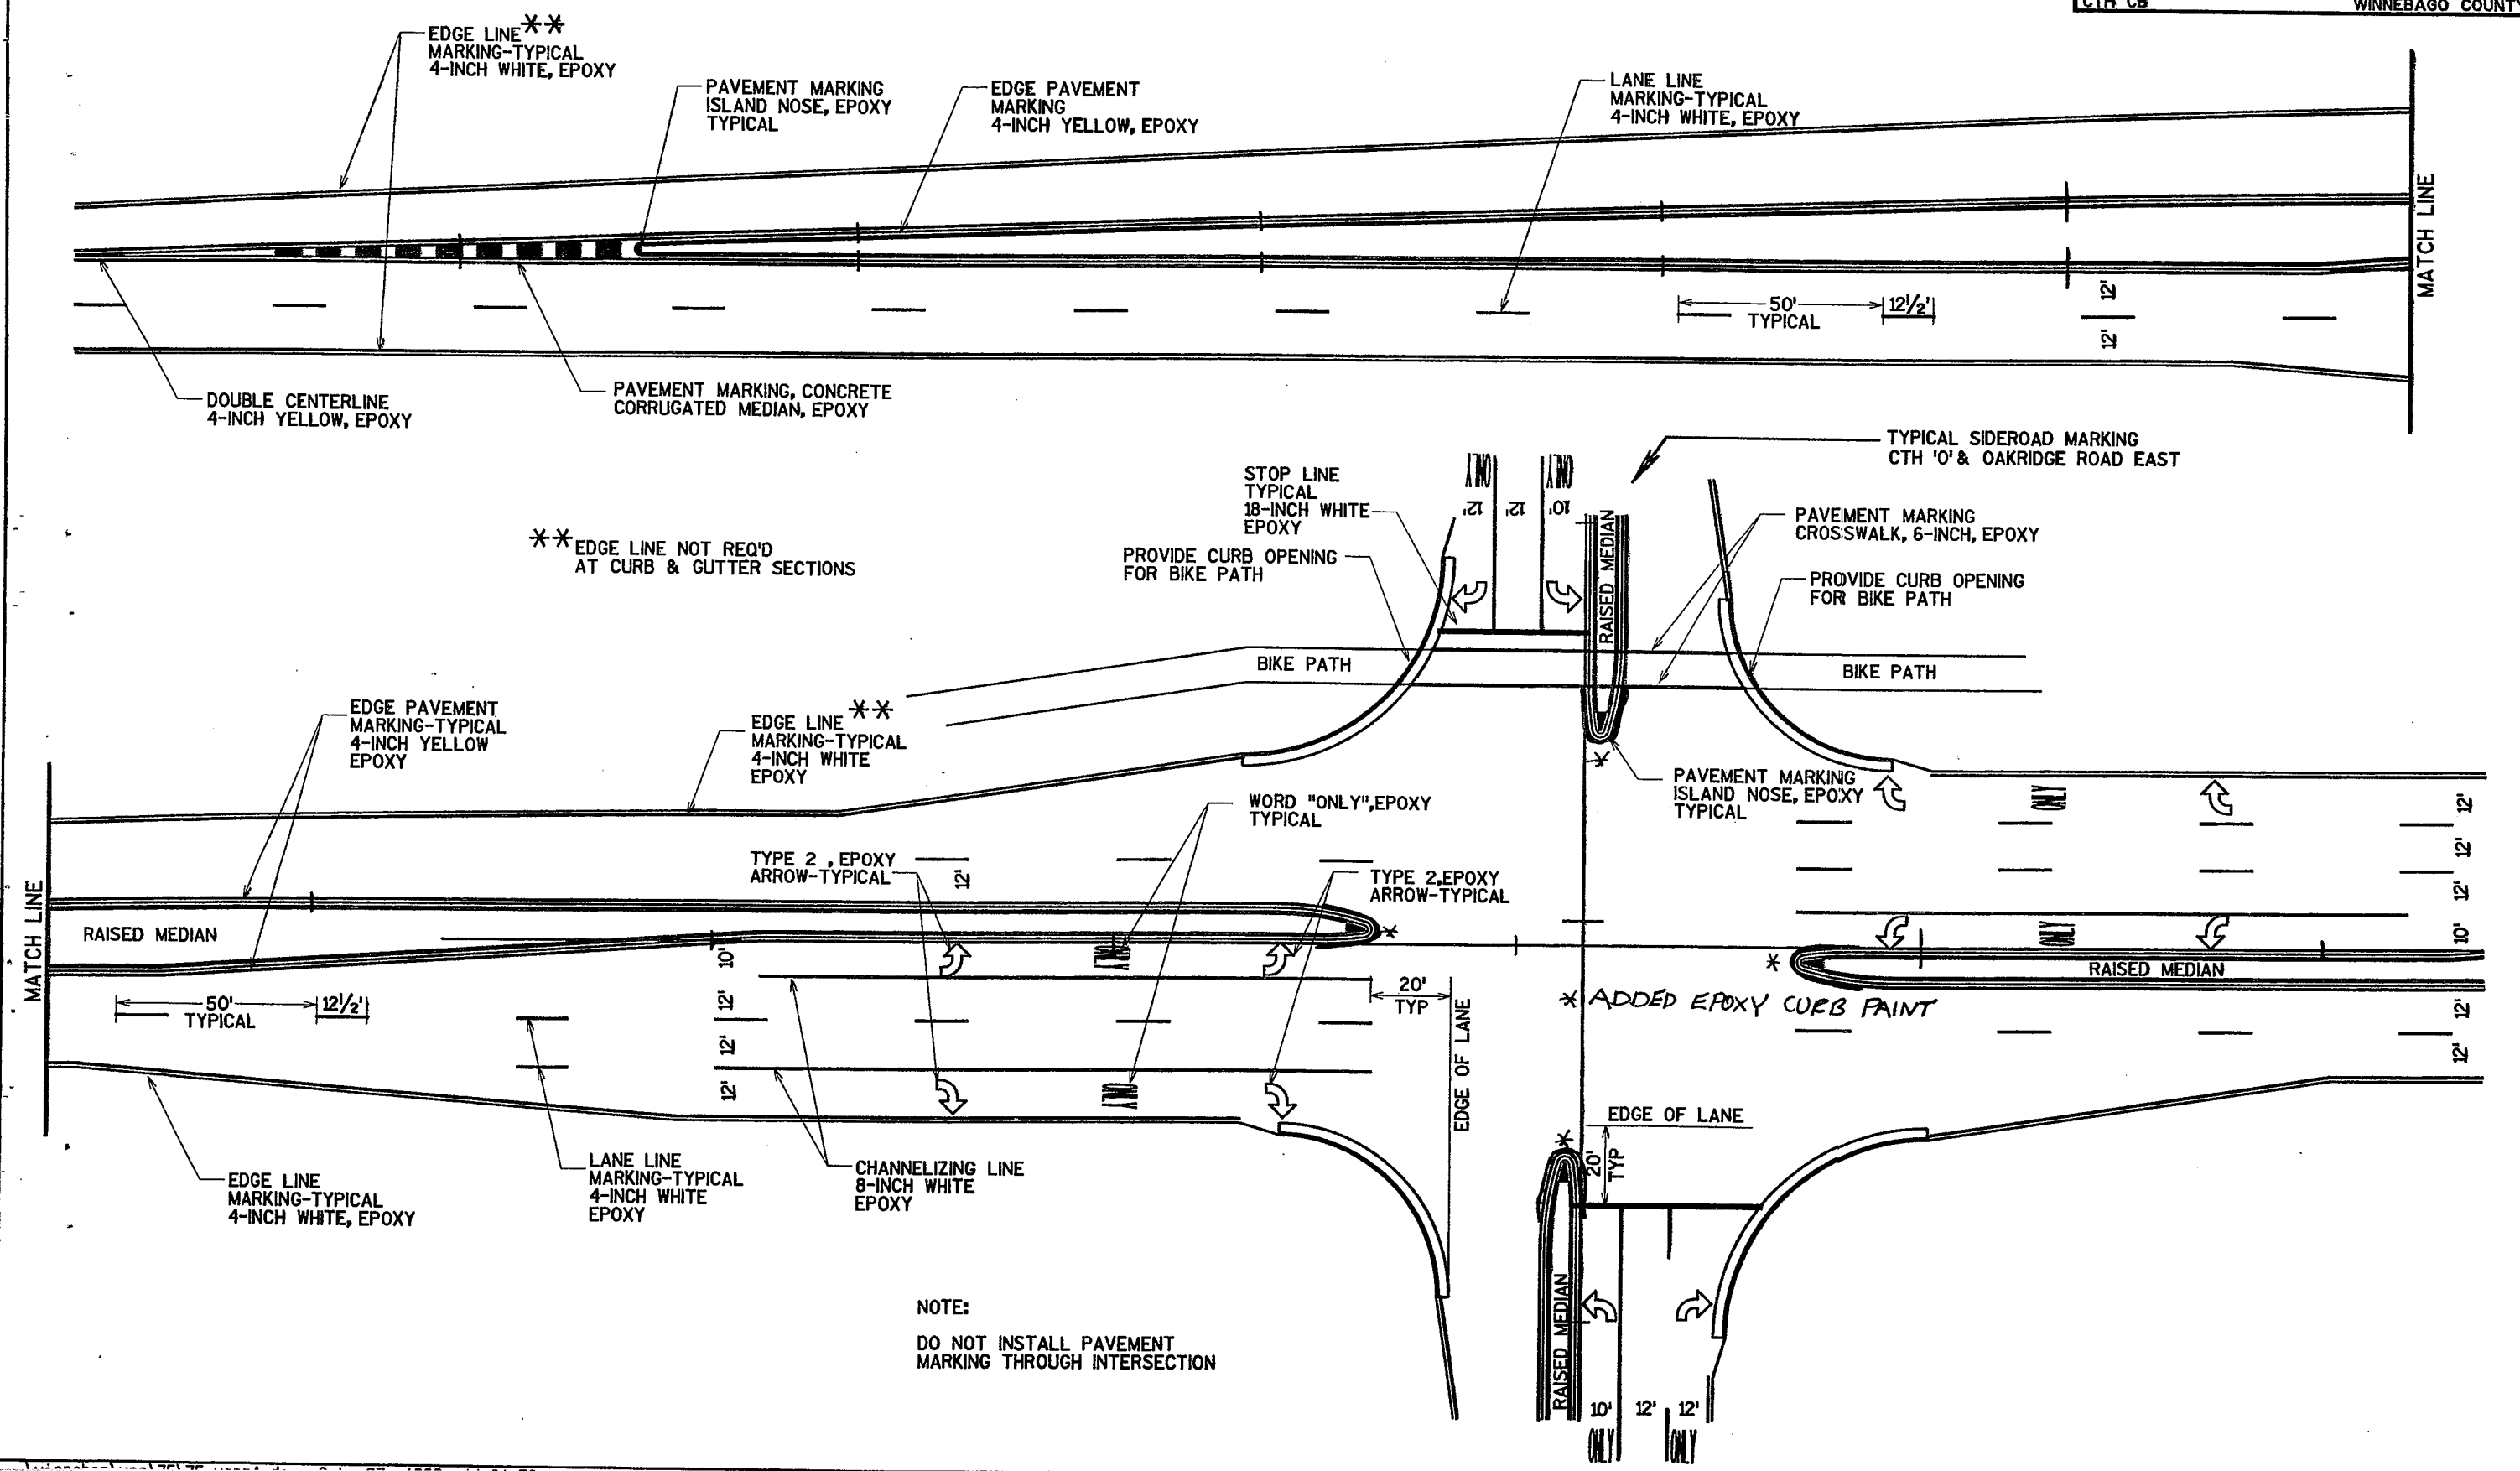 CTH CB
WINNEBAGO COUNTY
EDGE LINE **
MARKING-TYPICAL
4-INCH WHITE, EPOXY
PAVEMENT MARKING
ISLAND NOSE, EPOXY
TYPICAL
EDGE PAVEMENT
MARKING
4-INCH YELLOW, EPOXY
LANE LINE
MARKING-TYPICAL
4-INCH WHITE, EPOXY
MATCH LINE
50'
TYPICAL
12½'
12'
12'
DOUBLE CENTERLINE
4-INCH YELLOW, EPOXY
PAVEMENT MARKING, CONCRETE
CORRUGATED MEDIAN, EPOXY
TYPICAL SIDEROAD MARKING
CTH 'O' & OAKRIDGE ROAD EAST
STOP LINE
TYPICAL
18-INCH WHITE
EPOXY
ONLY
ONLY
12'
12'
10'
RAISED MEDIAN
PAVEMENT MARKING
CROSSWALK, 6-INCH, EPOXY
** EDGE LINE NOT REQ'D
AT CURB & GUTTER SECTIONS
PROVIDE CURB OPENING
FOR BIKE PATH
PROVIDE CURB OPENING
FOR BIKE PATH
BIKE PATH
BIKE PATH
EDGE PAVEMENT
MARKING-TYPICAL
4-INCH YELLOW
EPOXY
EDGE LINE **
MARKING-TYPICAL
4-INCH WHITE
EPOXY
*
PAVEMENT MARKING
ISLAND NOSE, EPOXY
TYPICAL
ONLY
12'
12'
12'
10'
WORD "ONLY", EPOXY
TYPICAL
TYPE 2 , EPOXY
ARROW-TYPICAL
12'
TYPE 2, EPOXY
ARROW-TYPICAL
MATCH LINE
RAISED MEDIAN
*
ONLY
ONLY
*
RAISED MEDIAN
50'
TYPICAL
12½'
10'
12'
12'
12'
20'
TYP
EDGE OF LANE
* ADDED EPOXY CURB PAINT
12'
12'
ONLY
EDGE OF LANE
*
20'
TYP
EDGE LINE
MARKING-TYPICAL
4-INCH WHITE, EPOXY
LANE LINE
MARKING-TYPICAL
4-INCH WHITE
EPOXY
CHANNELIZING LINE
8-INCH WHITE
EPOXY
NOTE:
DO NOT INSTALL PAVEMENT
MARKING THROUGH INTERSECTION
RAISED MEDIAN
10'
12'
12'
ONLY
ONLY